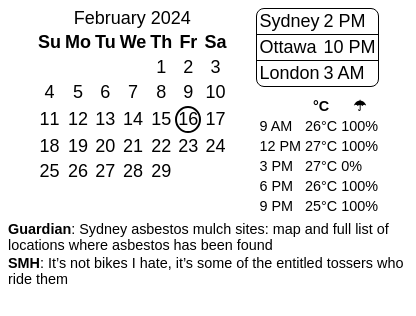 February 2024
Su Mo Tu We Th Fr Sa
1 2 3
4 5 6 7 8 9 10
11 12 13 14 15 16 17
18 19 20 21 22 23 24
25 26 27 28 29
Sydney 2 PM
Ottawa 10 PM
London 3 AM
°C ☂
9 AM 26°C 100%
12 PM 27°C 100%
3 PM 27°C 0%
6 PM 26°C 100%
9 PM 25°C 100%
Guardian: Sydney asbestos mulch sites: map and full list of
locations where asbestos has been found
SMH: It’s not bikes I hate, it’s some of the entitled tossers who
ride them